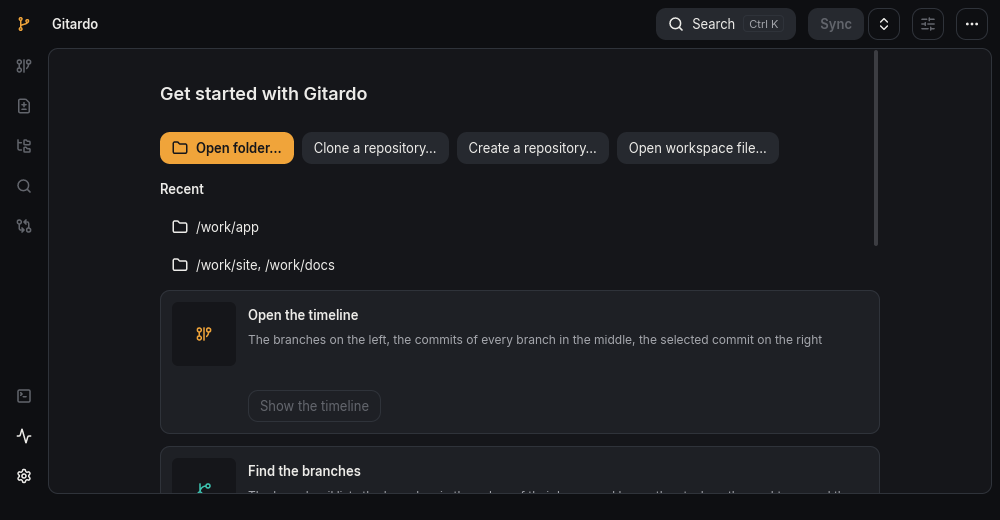 Gitardo
Search Ctrl K
Sync
Get started with Gitardo
Open folder...
Clone a repository...
Create a repository...
Open workspace file...
Recent
/work/app
/work/site, /work/docs
Open the timeline
The branches on the left, the commits of every branch in the middle, the selected commit on the right
Show the timeline
Find the branches